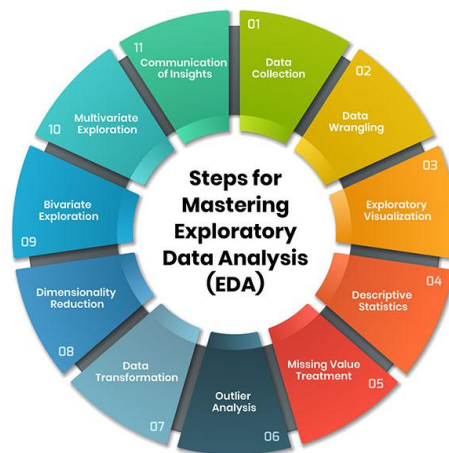 Steps for
Mastering
Exploratory
Data Analysis
(EDA)
01
Data
Collection
02
Data
Wrangling
03
Exploratory
Visualization
04
Descriptive
Statistics
05
Missing Value
Treatment
06
Outlier
Analysis
07
Data
Transformation
08
Dimensionality
Reduction
09
Bivariate
Exploration
10
Multivariate
Exploration
11
Communication
of Insights